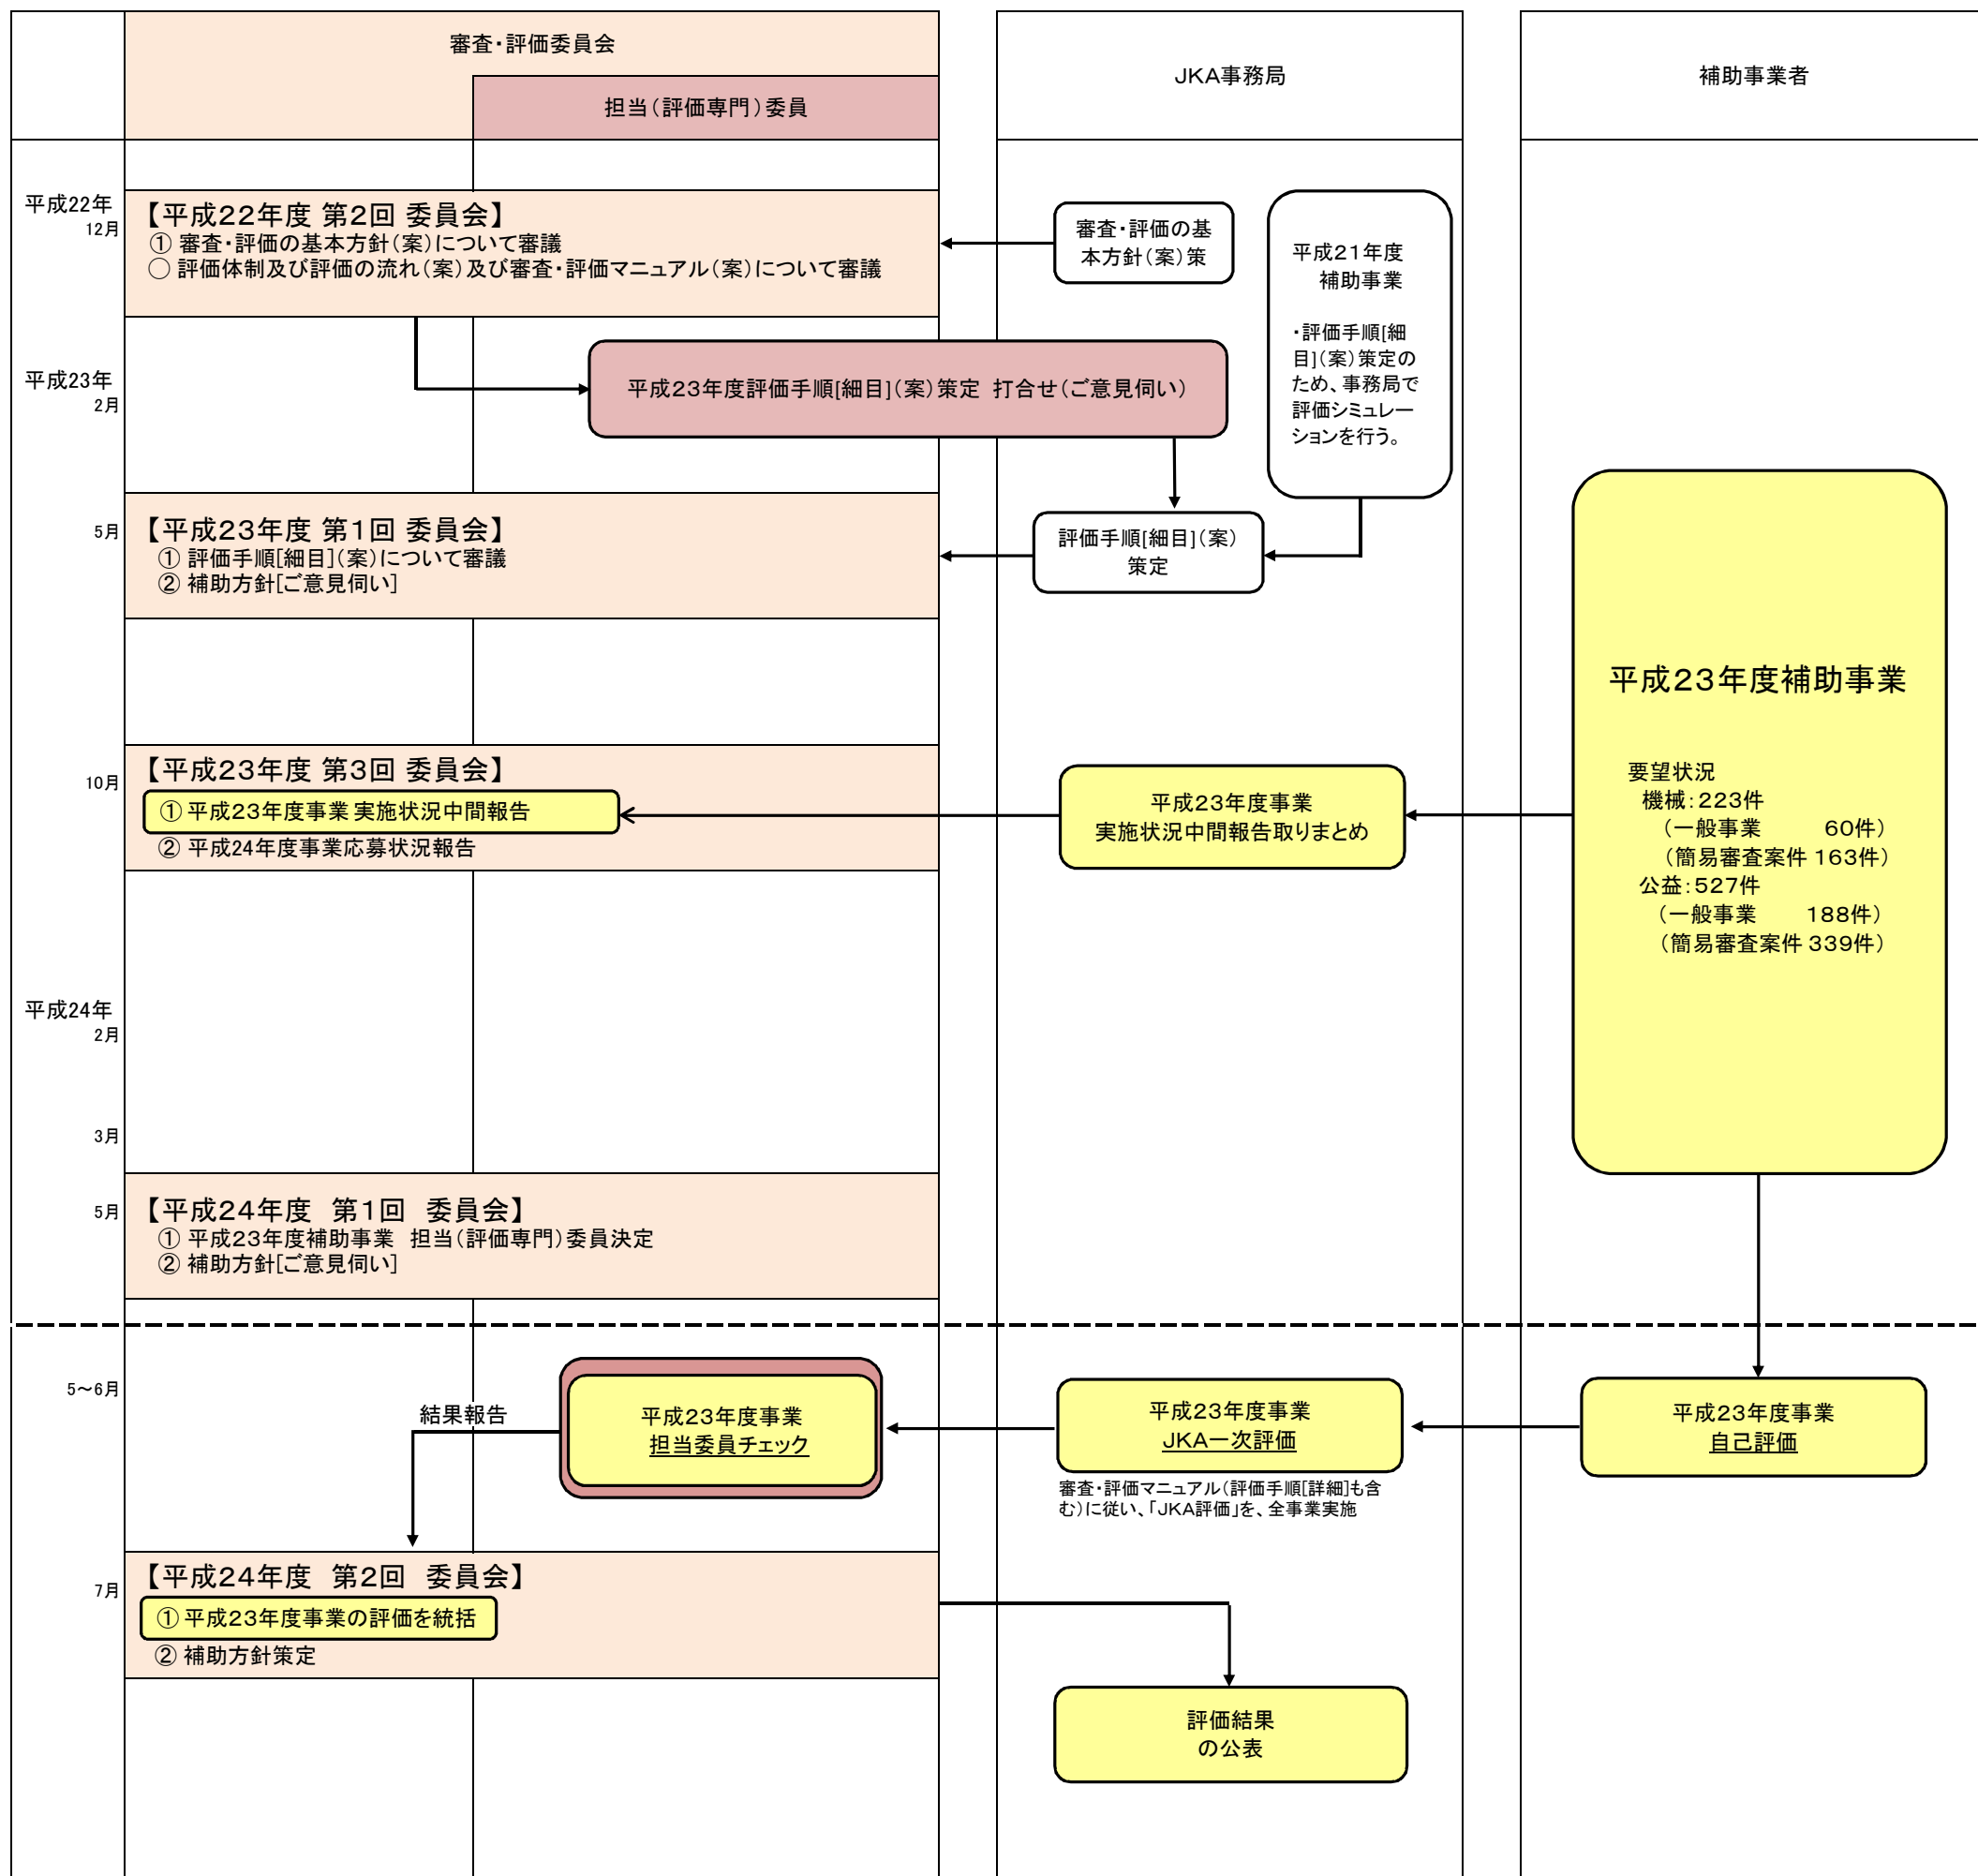 審査・評価委員会
担当（評価専門）委員
JKA事務局
補助事業者
平成22年
12月
【平成22年度 第2回 委員会】
① 審査・評価の基本方針（案）について審議
○ 評価体制及び評価の流れ（案）及び審査・評価マニュアル（案）について審議
審査・評価の基
本方針（案）策
平成21年度
補助事業
・評価手順[細
目]（案）策定の
ため、事務局で
評価シミュレー
ションを行う。
平成23年
2月
平成23年度評価手順[細目]（案）策定 打合せ（ご意見伺い）
5月
【平成23年度 第1回 委員会】
① 評価手順[細目]（案）について審議
② 補助方針[ご意見伺い]
評価手順[細目]（案）
策定
平成23年度補助事業
要望状況
機械：223件
（一般事業 60件）
（簡易審査案件 163件）
公益：527件
（一般事業 188件）
（簡易審査案件 339件）
10月
【平成23年度 第3回 委員会】
① 平成23年度事業 実施状況中間報告
② 平成24年度事業応募状況報告
平成23年度事業
実施状況中間報告取りまとめ
平成24年
2月
3月
5月
【平成24年度 第1回 委員会】
① 平成23年度補助事業 担当（評価専門）委員決定
② 補助方針[ご意見伺い]
5～6月
結果報告
平成23年度事業
担当委員チェック
平成23年度事業
JKA一次評価
審査・評価マニュアル（評価手順[詳細]も含
む）に従い、「JKA評価」を、全事業実施
平成23年度事業
自己評価
7月
【平成24年度 第2回 委員会】
① 平成23年度事業の評価を統括
② 補助方針策定
評価結果
の公表